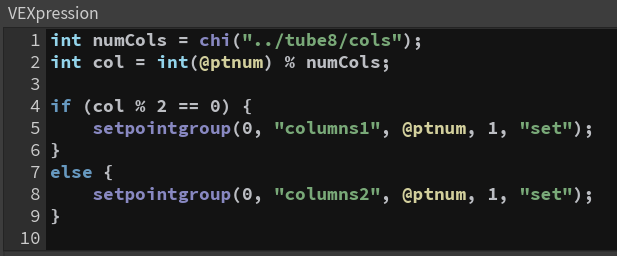 VEXpression
1 int numCols = chi("../tube8/cols");
2 int col = int(@ptnum) % numCols;
3
4 if (col % 2 == 0) {
5     setpointgroup(0, "columns1", @ptnum, 1, "set");
6 }
7 else {
8     setpointgroup(0, "columns2", @ptnum, 1, "set");
9 }
10